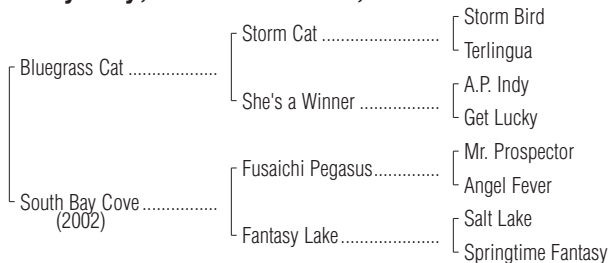 Storm Bird
Storm Cat ........................
Terlingua
Bluegrass Cat ..................
A.P. Indy
She's a Winner ................
Get Lucky
Mr. Prospector
Fusaichi Pegasus..............
Angel Fever
South Bay Cove...............
(2002)
Salt Lake
Fantasy Lake....................
Springtime Fantasy